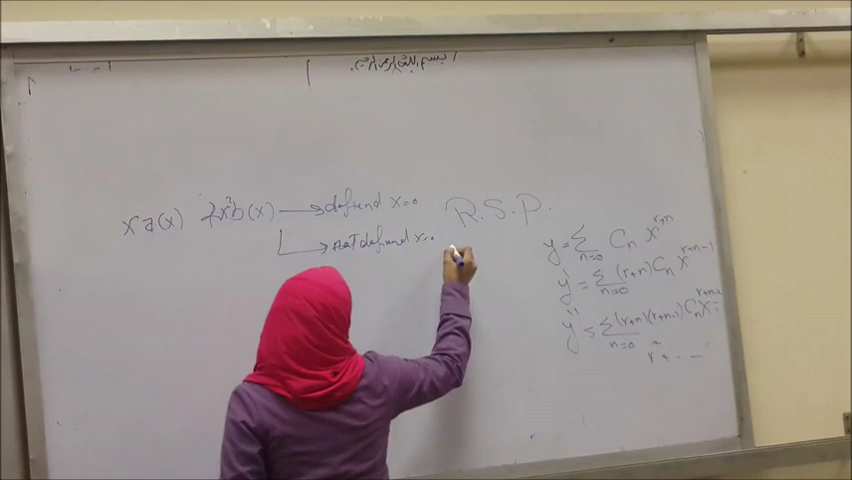 x a(x) & x²b(x) → defined x=0
→ not defined x=0
R.S.P.
y = Σ n=0 Cn x^r+n
y' = Σ n=0 (r+n) Cn x^r+n-1
y'' = Σ n=0 (r+n)(r+n-1) Cn x^r+n-2